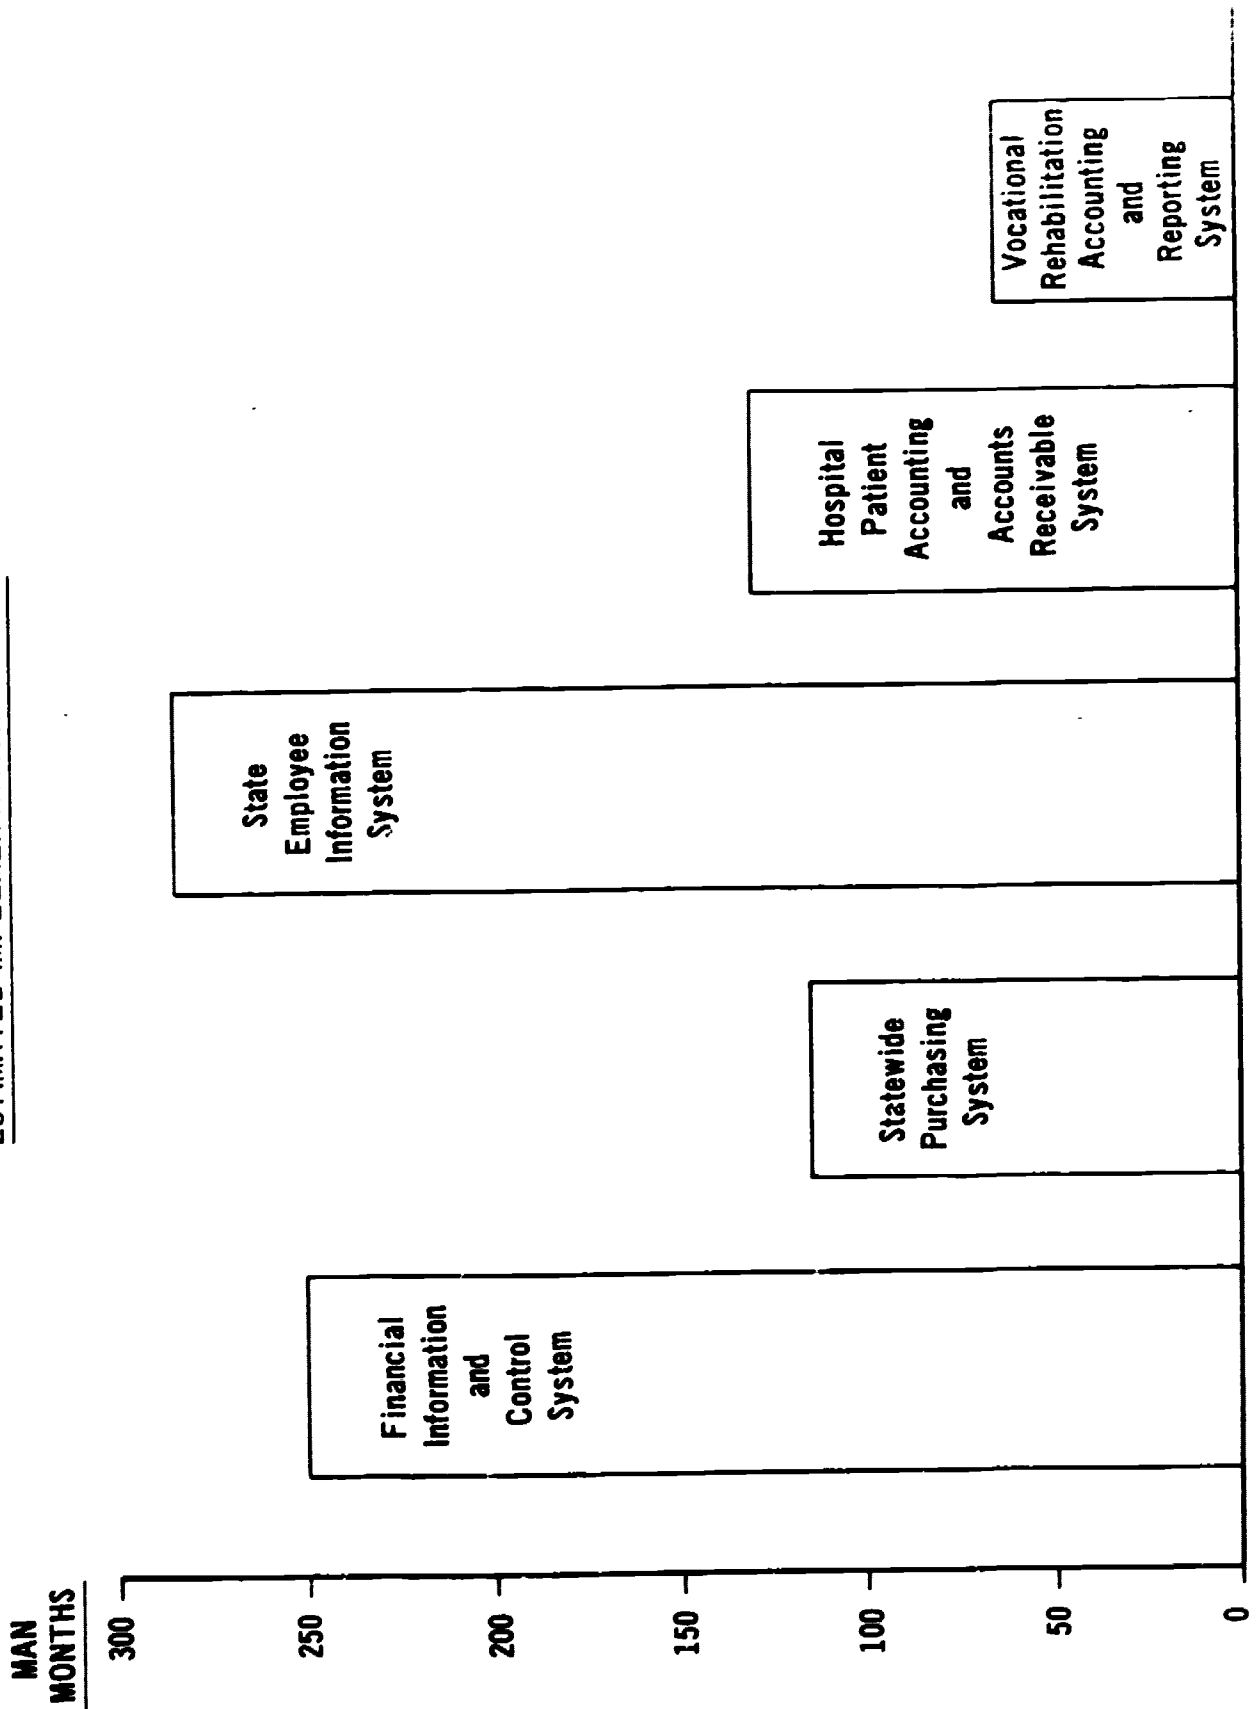 MAN
MONTHS
300
250
200
150
100
50
0
Financial
Information
and
Control
System
Statewide
Purchasing
System
State
Employee
Information
System
Hospital
Patient
Accounting
and
Accounts
Receivable
System
Vocational
Rehabilitation
Accounting
and
Reporting
System